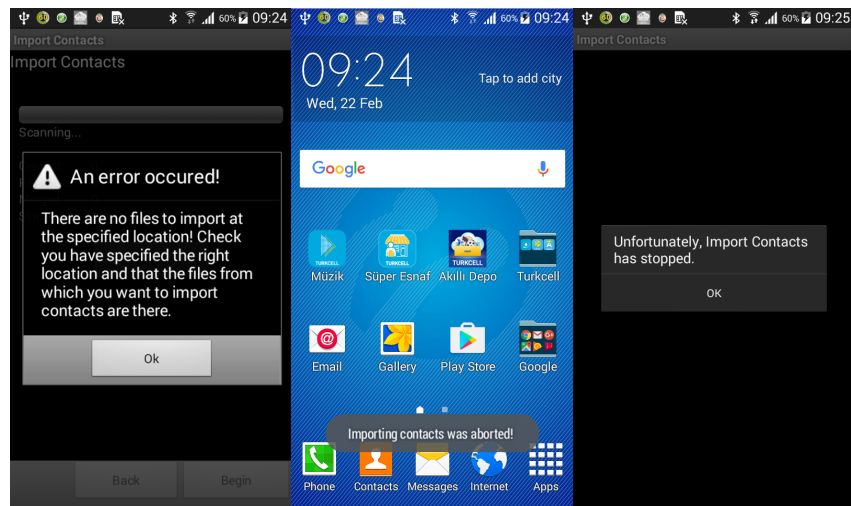 60% 09:24
Import Contacts
Import Contacts
Scanning...
An error occured!
There are no files to import at
the specified location! Check
you have specified the right
location and that the files from
which you want to import
contacts are there.
Ok
Back Begin
60% 09:24
09:24
Wed, 22 Feb
Tap to add city
Google
TURKCELL TURKCELL TURKCELL
Müzik Süper Esnaf Akıllı Depo Turkcell
Email Gallery Play Store Google
Importing contacts was aborted!
Phone Contacts Messages Internet Apps
60% 09:25
Import Contacts
Unfortunately, Import Contacts
has stopped.
OK